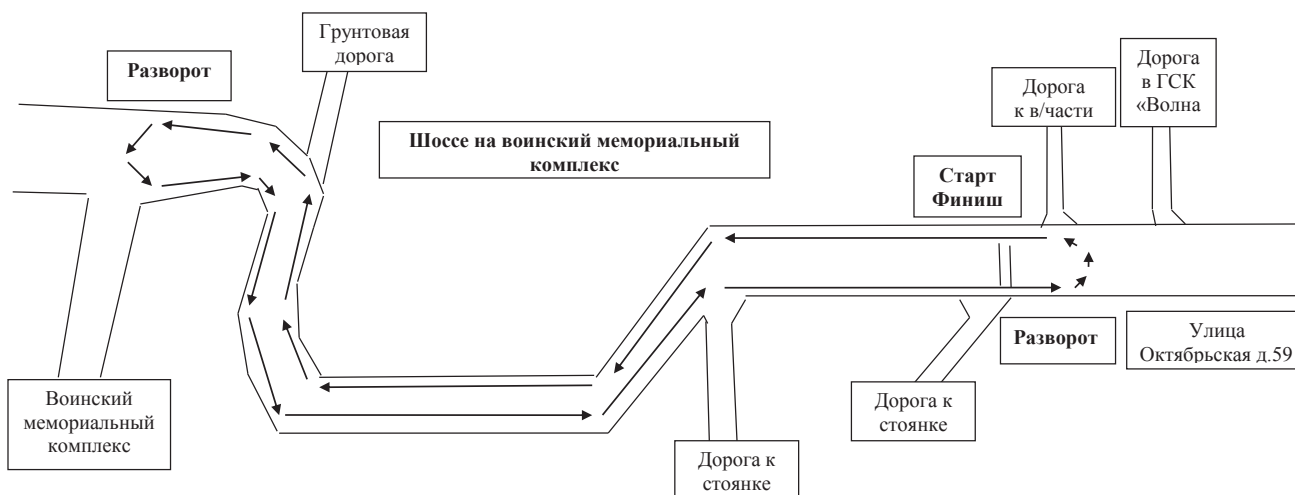 Грунтовая
дорога
Разворот
Шоссе на воинский мемориальный
комплекс
Дорога
к в/части
Дорога
в ГСК
«Волна
Старт
Финиш
Разворот
Улица
Октябрьская д.59
Воинский
мемориальный
комплекс
Дорога к
стоянке
Дорога к
стоянке